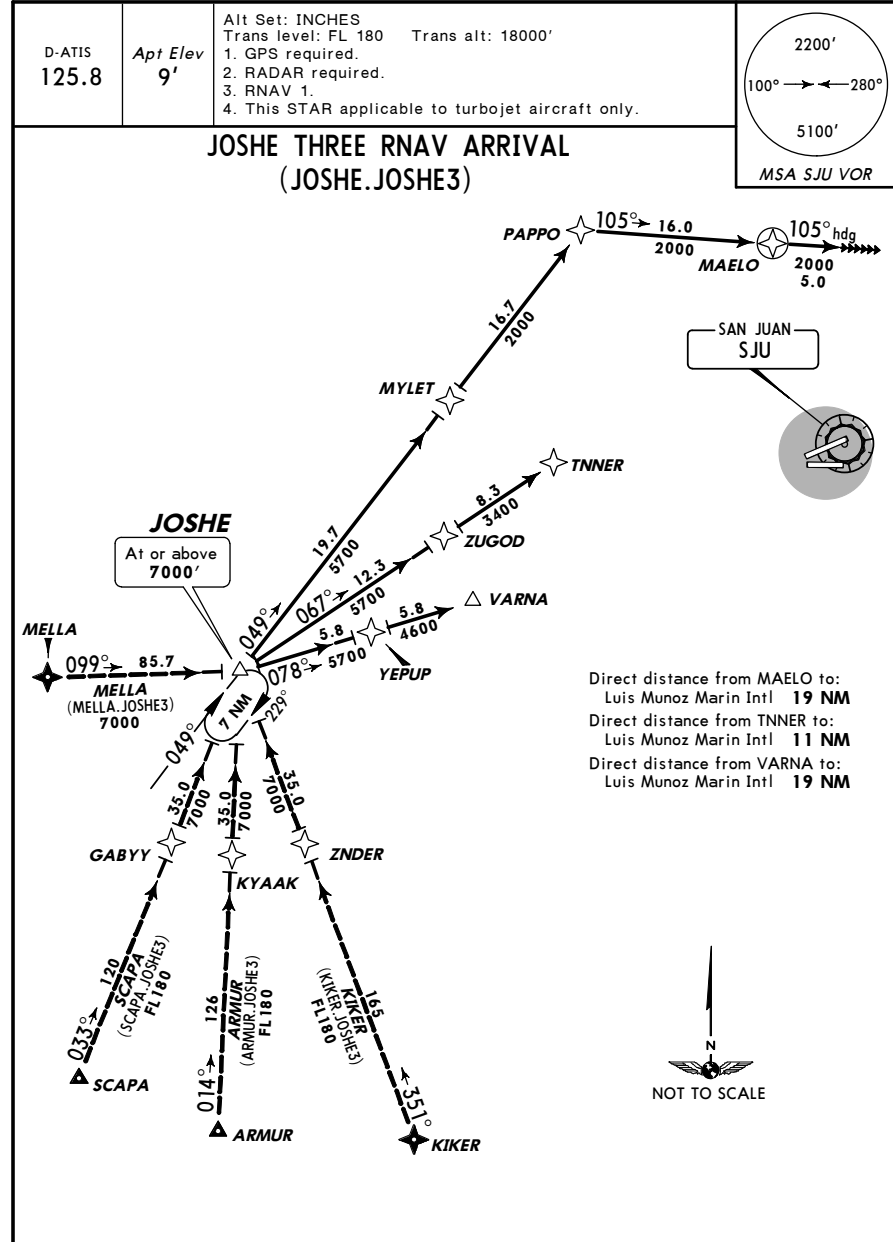 D-ATIS
125.8
Apt Elev
9'
Alt Set: INCHES
Trans level: FL 180 Trans alt: 18000'
1. GPS required.
2. RADAR required.
3. RNAV 1.
4. This STAR applicable to turbojet aircraft only.
2200'
100° 280°
5100'
MSA SJU VOR
JOSHE THREE RNAV ARRIVAL
(JOSHE.JOSHE3)
PAPPO
105° 16.0
2000
MAELO
105° hdg
2000
5.0
16.7
2000
SAN JUAN
SJU
MYLET
TNNER
8.3
3400
ZUGOD
JOSHE
At or above
7000'
19.7
5700
049°
067° 12.3
5700
VARNA
5.8
4600
5.8
078° 5700
YEPUP
MELLA
099° 85.7
MELLA
(MELLA.JOSHE3)
7000
7 NM
229°
049°
Direct distance from MAELO to:
Luis Munoz Marin Intl 19 NM
Direct distance from TNNER to:
Luis Munoz Marin Intl 11 NM
Direct distance from VARNA to:
Luis Munoz Marin Intl 19 NM
35.0
7000
35.0
7000
35.0
7000
GABYY
KYAAK
ZNDER
120
SCAPA
(SCAPA.JOSHE3)
FL180
033°
SCAPA
126
ARMUR
(ARMUR.JOSHE3)
FL180
014°
ARMUR
165
KIKER
(KIKER.JOSHE3)
FL180
351°
KIKER
N
NOT TO SCALE